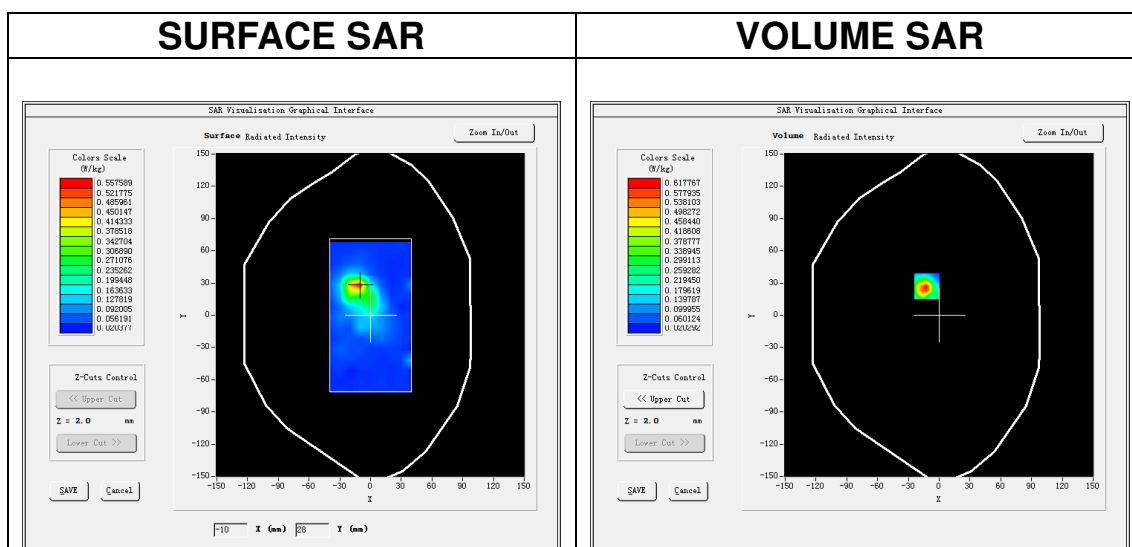 SURFACE SAR
SAR Visualisation Graphical Interface
Surface Radiated Intensity
Zoom In/Out
Colors Scale
(W/kg)
0.557589
0.521775
0.485961
0.450147
0.414333
0.378518
0.342704
0.306890
0.271076
0.235262
0.199448
0.163633
0.127819
0.092005
0.056191
0.020377
150
120
90
60
30
0
-30
-60
-90
-120
-150
Y
-150 -120 -90 -60 -30 0 30 60 90 120 150
X
Z-Cuts Control
<< Upper Cut
Z = 2.0 mm
Lower Cut >>
SAVE Cancel
-10 X (mm) 28 Y (mm)
VOLUME SAR
SAR Visualisation Graphical Interface
Volume Radiated Intensity
Zoom In/Out
Colors Scale
(W/kg)
0.617767
0.577935
0.538103
0.498272
0.458440
0.418608
0.378777
0.338945
0.299113
0.259282
0.219450
0.179619
0.139787
0.099955
0.060124
0.020292
150
120
90
60
30
0
-30
-60
-90
-120
-150
Y
-150 -120 -90 -60 -30 0 30 60 90 120 150
X
Z-Cuts Control
<< Upper Cut
Z = 2.0 mm
Lower Cut >>
SAVE Cancel